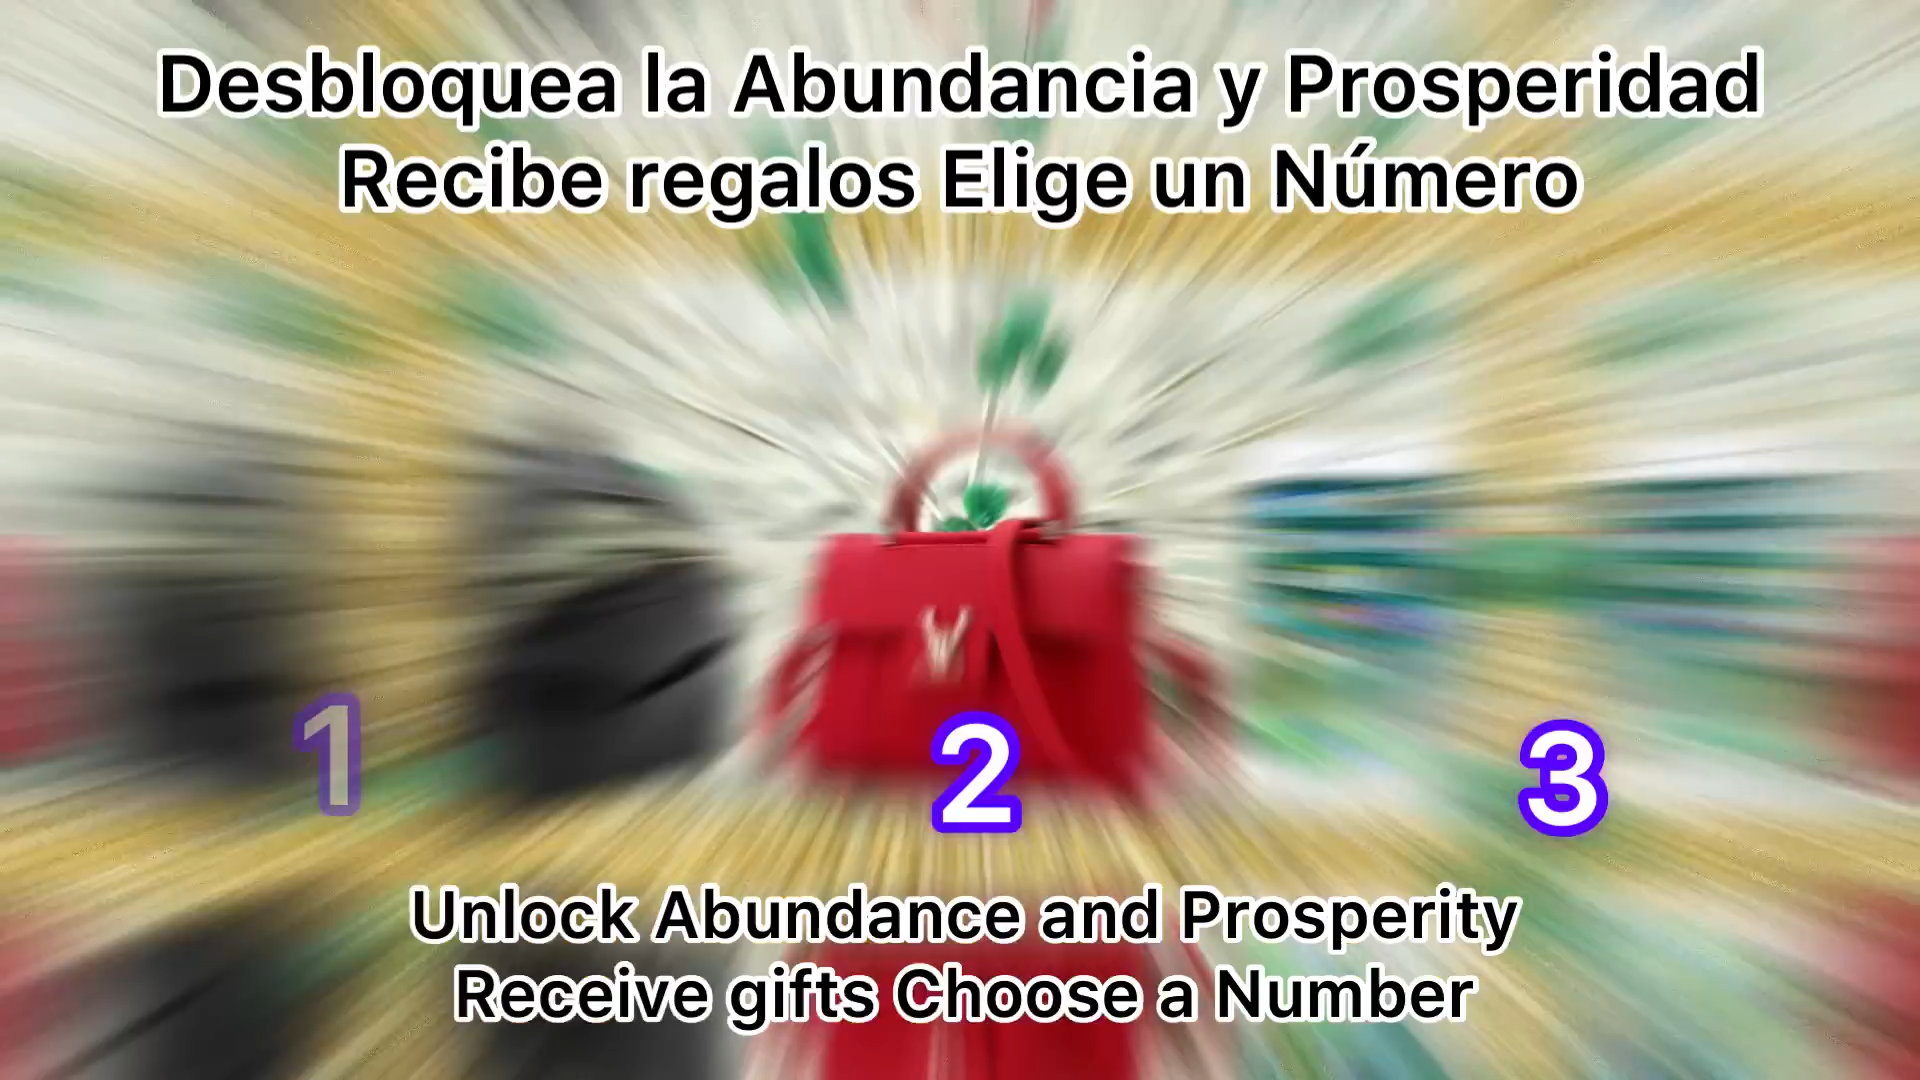 Desbloquea la Abundancia y Prosperidad
Recibe regalos Elige un Número
1 2 3
Unlock Abundance and Prosperity
Receive gifts Choose a Number